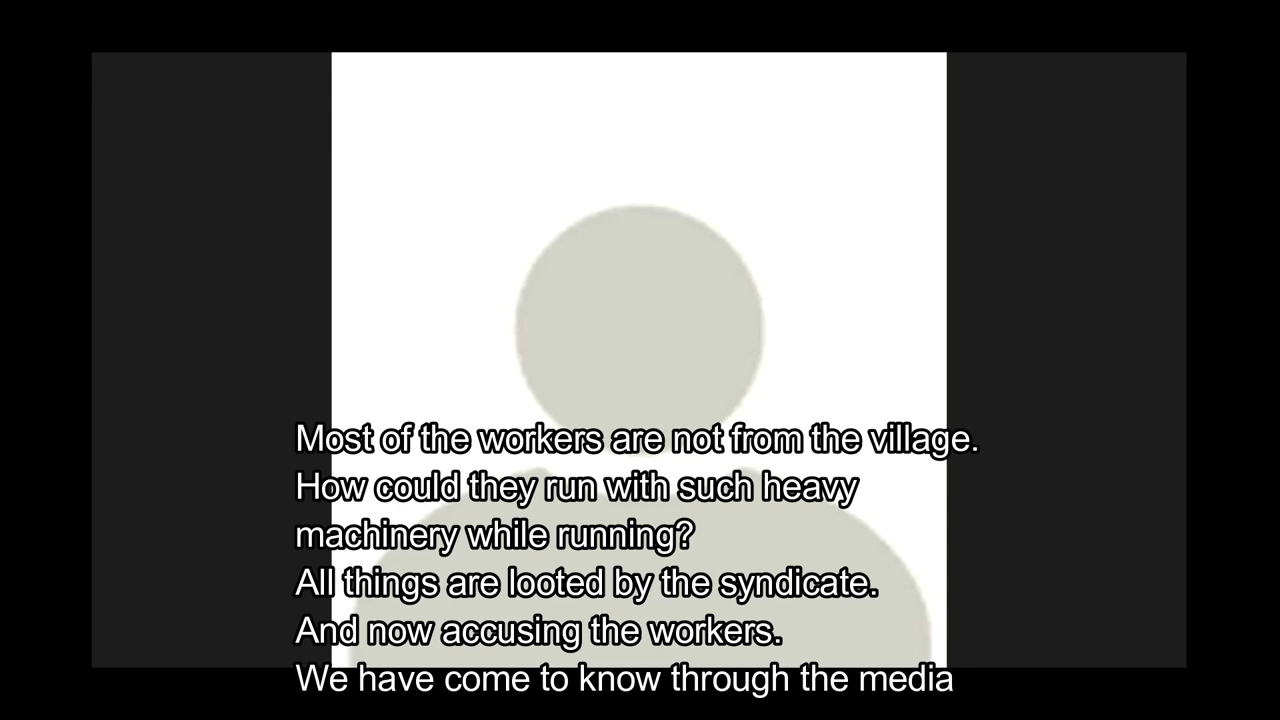 Most of the workers are not from the village.
How could they run with such heavy
machinery while running?
All things are looted by the syndicate.
And now accusing the workers.
We have come to know through the media